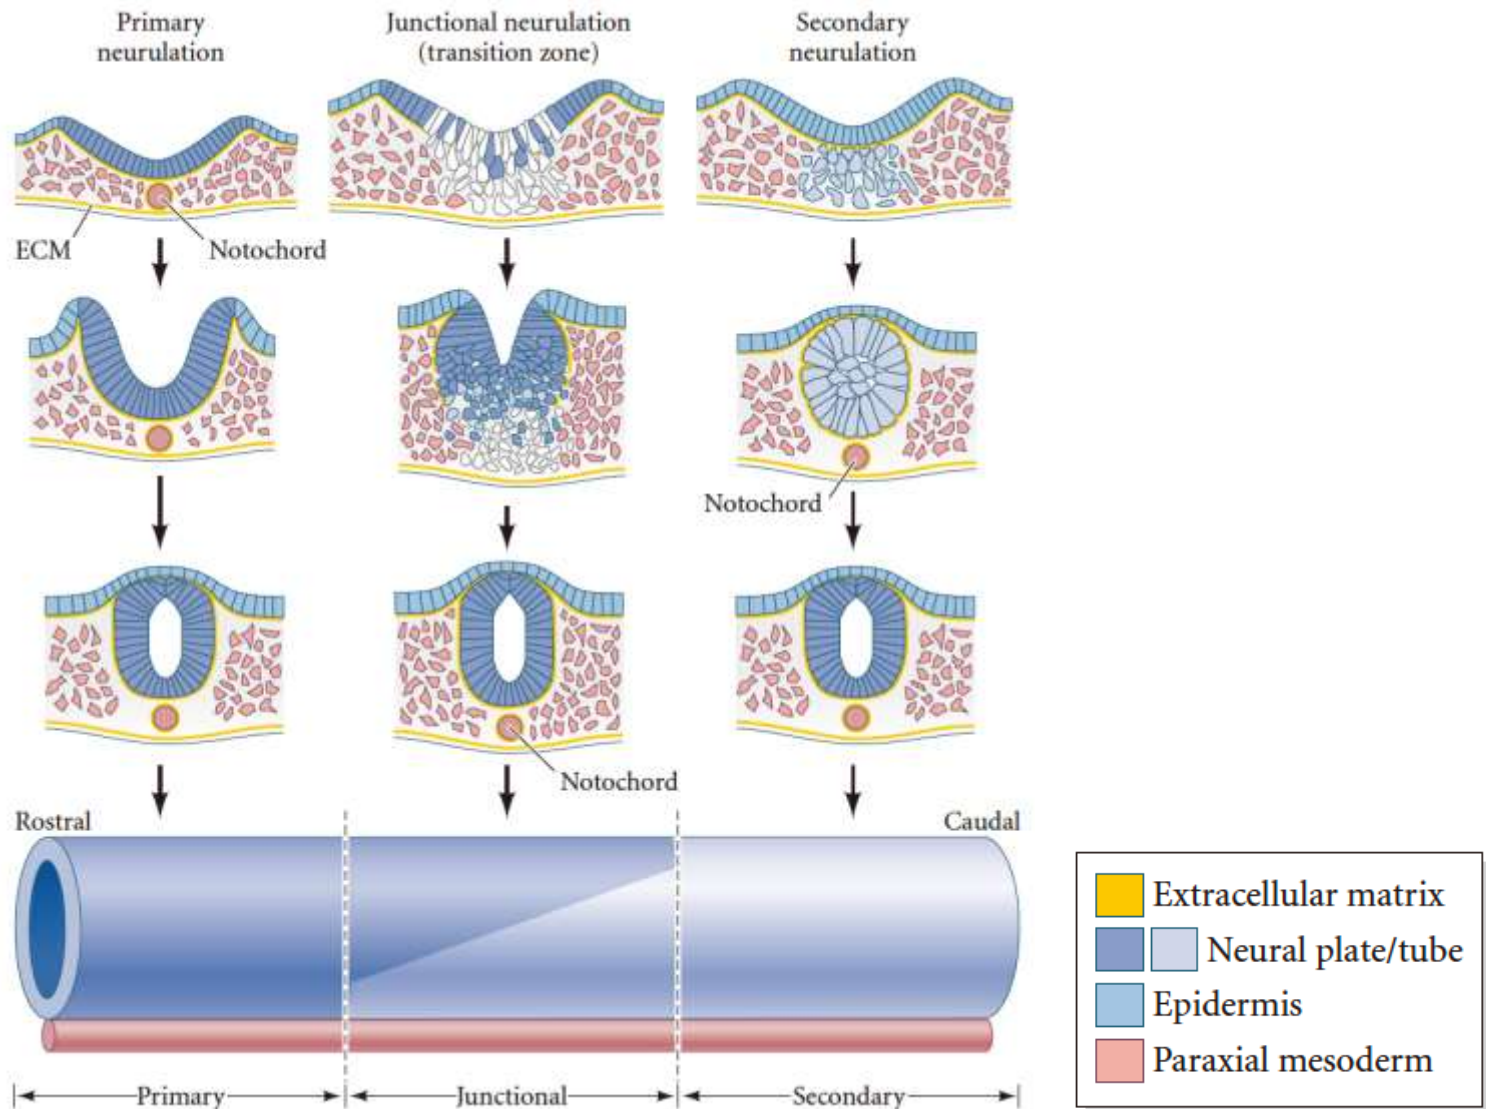 Primary
neurulation
Junctional neurulation
(transition zone)
Secondary
neurulation
ECM
Notochord
Notochord
Notochord
Rostral
Caudal
Primary
Junctional
Secondary
Extracellular matrix
Neural plate/tube
Epidermis
Paraxial mesoderm